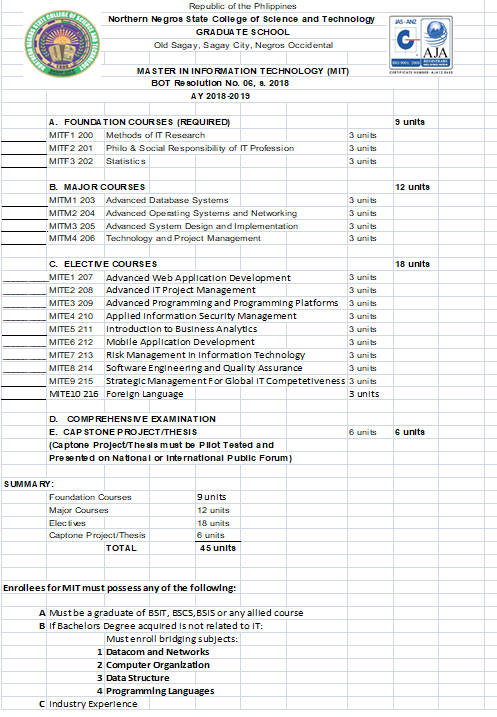 Republic of the Philippines
Northern Negros State College of Science and Technology
GRADUATE SCHOOL
Old Sagay, Sagay City, Negros Occidental
JAS-ANZ
AJA
REGISTRARS
MASTER IN INFORMATION TECHNOLOGY (MIT)
BOT Resolution No. 06, s. 2018
AY 2018-2019
A. FOUNDATION COURSES (REQUIRED) 9 units
MITF1 200 Methods of IT Research 3 units
MITF2 201 Philo & Social Responsibility of IT Profession 3 units
MITF3 202 Statistics 3 units
B. MAJOR COURSES 12 units
MITM1 203 Advanced Database Systems 3 units
MITM2 204 Advanced Operating Systems and Networking 3 units
MITM3 205 Advanced System Design and Implementation 3 units
MITM4 206 Technology and Project Management 3 units
C. ELECTIVE COURSES 18 units
MITE1 207 Advanced Web Application Development 3 units
MITE2 208 Advanced IT Project Management 3 units
MITE3 209 Advanced Programming and Programming Platforms 3 units
MITE4 210 Applied Information Security Management 3 units
MITE5 211 Introduction to Business Analytics 3 units
MITE6 212 Mobile Application Development 3 units
MITE7 213 Risk Management in Information Technology 3 units
MITE8 214 Software Engineering and Quality Assurance 3 units
MITE9 215 Strategic Management For Global IT Competetiveness 3 units
MITE10 216 Foreign Language 3 units
D. COMPREHENSIVE EXAMINATION
E. CAPSTONE PROJECT/THESIS 6 units 6 units
(Captone Project/Thesis must be Pilot Tested and
Presented on National or International Public Forum)
SUMMARY:
Foundation Courses 9 units
Major Courses 12 units
Electives 18 units
Captone Project/Thesis 6 units
TOTAL 45 units
Enrollees for MIT must possess any of the following:
A Must be a graduate of BSIT, BSCS,BSIS or any allied course
B If Bachelors Degree acquired is not related to IT:
Must enroll bridging subjects:
1 Datacom and Networks
2 Computer Organization
3 Data Structure
4 Programming Languages
C Industry Experience